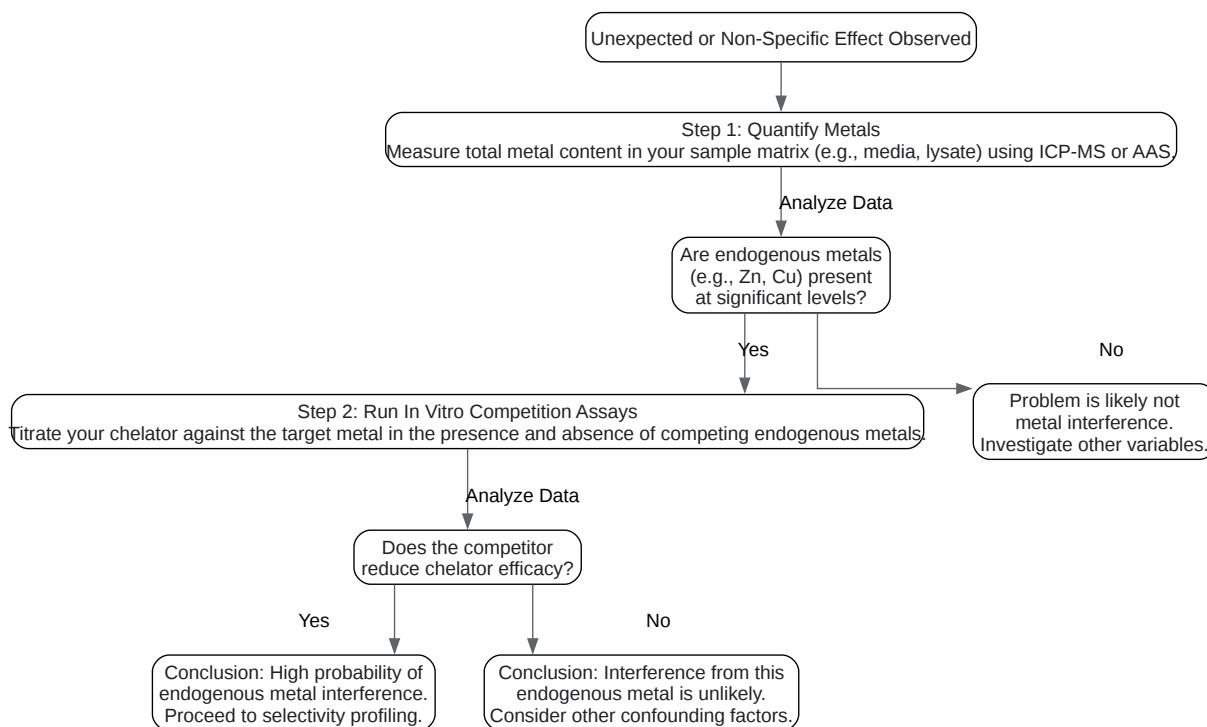 Unexpected or Non-Specific Effect Observed
Step 1: Quantify Metals
Measure total metal content in your sample matrix (e.g., media, lysate) using ICP-MS or AAS.
Analyze Data
Are endogenous metals
(e.g., Zn, Cu) present
at significant levels?
Yes
No
Step 2: Run In Vitro Competition Assays
Titrate your chelator against the target metal in the presence and absence of competing endogenous metals.
Problem is likely not
metal interference.
Investigate other variables.
Analyze Data
Does the competitor
reduce chelator efficacy?
Yes
No
Conclusion: High probability of
endogenous metal interference.
Proceed to selectivity profiling.
Conclusion: Interference from this
endogenous metal is unlikely.
Consider other confounding factors.